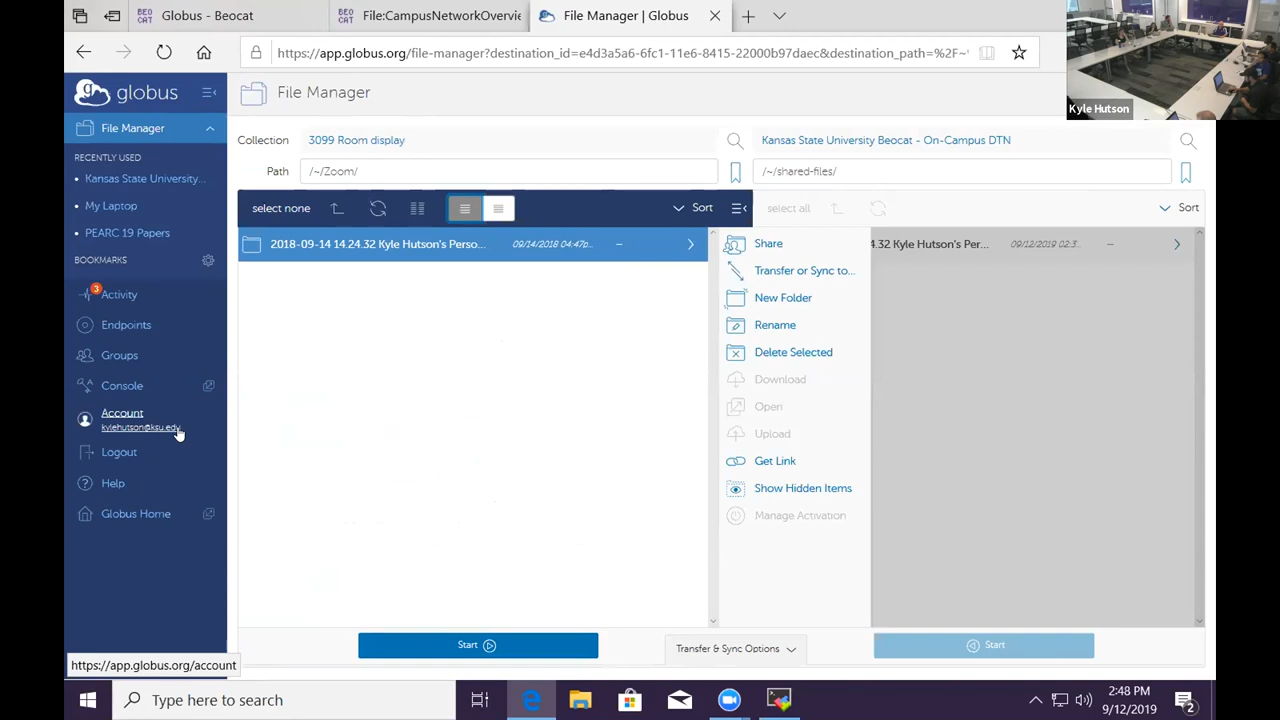 Globus - Beocat
File:CampusNetworkOvervie
File Manager | Globus
https://app.globus.org/file-manager?destination_id=e4d3a5a6-6fc1-11e6-8415-22000b97daec&destination_path=%2F~
Kyle Hutson
globus
File Manager
File Manager
RECENTLY USED
Kansas State University...
My Laptop
PEARC 19 Papers
BOOKMARKS
3
Activity
Endpoints
Groups
Console
Account
kylehutson@ksu.edu
Logout
Help
Globus Home
https://app.globus.org/account
Collection
3099 Room display
Kansas State University Beocat - On-Campus DTN
Path
/~/Zoom/
/~/shared-files/
select none
Sort
select all
Sort
2018-09-14 14.24.32 Kyle Hutson's Perso...
09/14/2018 04:47p...
–
4.32 Kyle Hutson's Per...
09/12/2019 02:3...
–
Share
Transfer or Sync to...
New Folder
Rename
Delete Selected
Download
Open
Upload
Get Link
Show Hidden Items
Manage Activation
Start
Transfer & Sync Options
Start
Type here to search
2:48 PM
9/12/2019
2